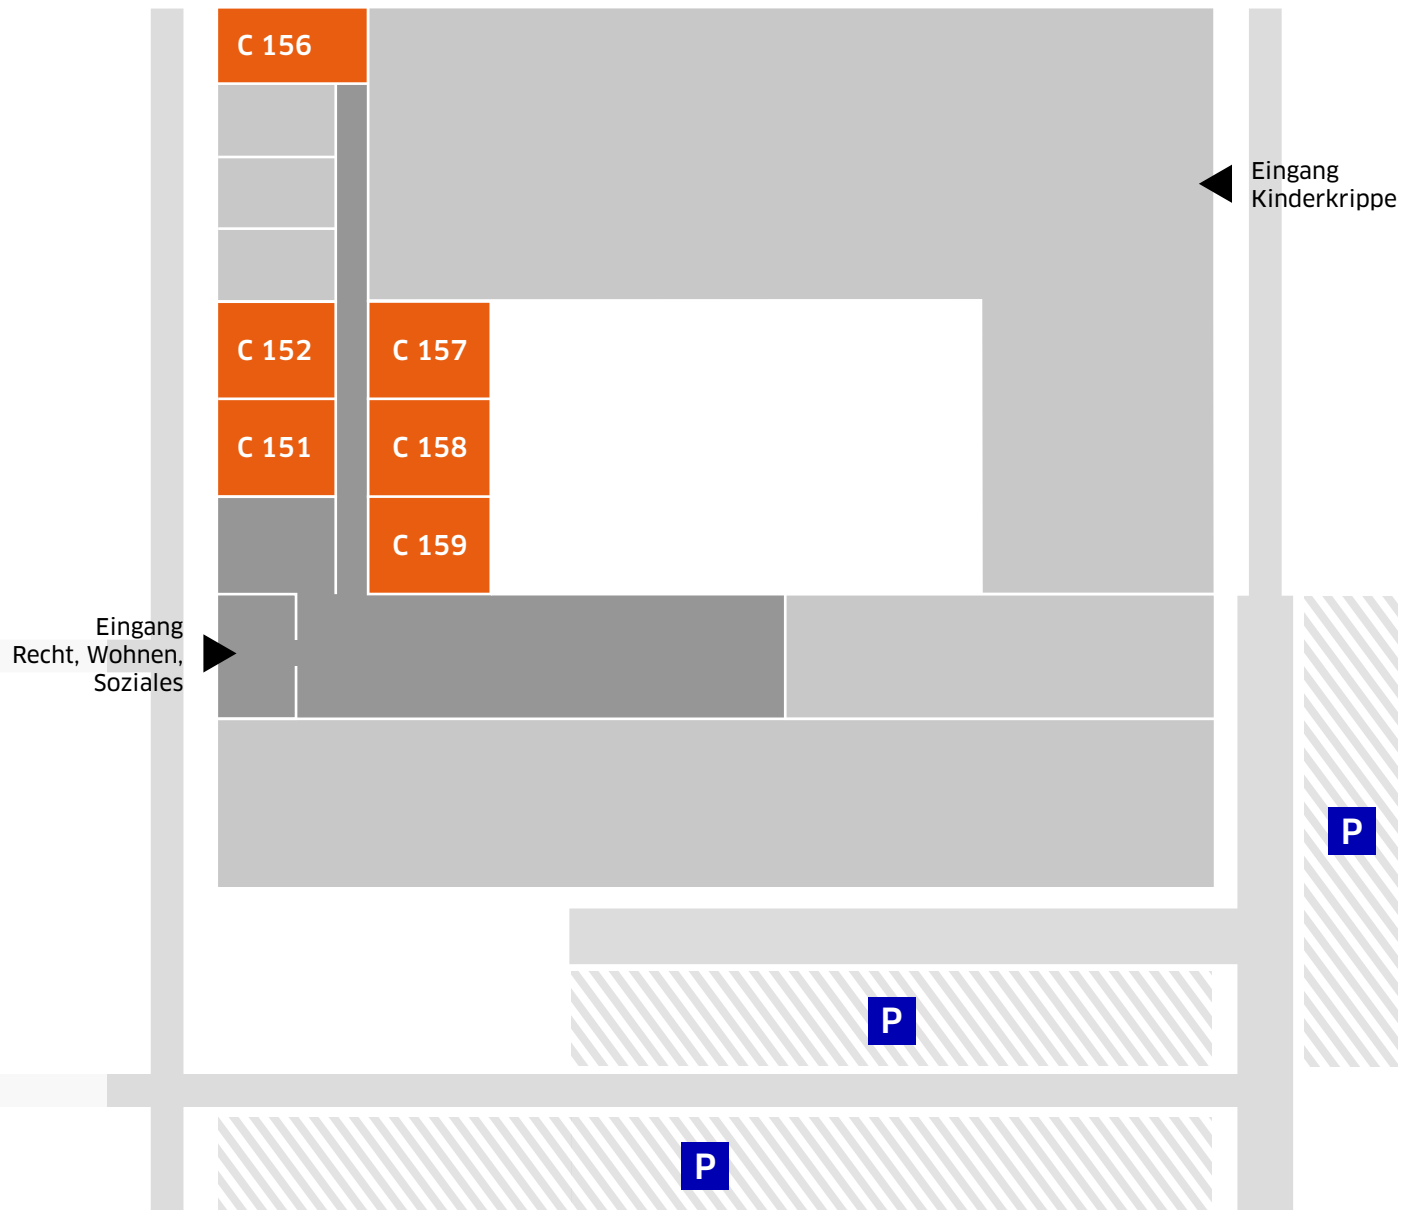 C 156
Eingang
Kinderkrippe
C 152
C 157
C 151
C 158
C 159
Eingang
Recht, Wohnen,
Soziales
P
P
P